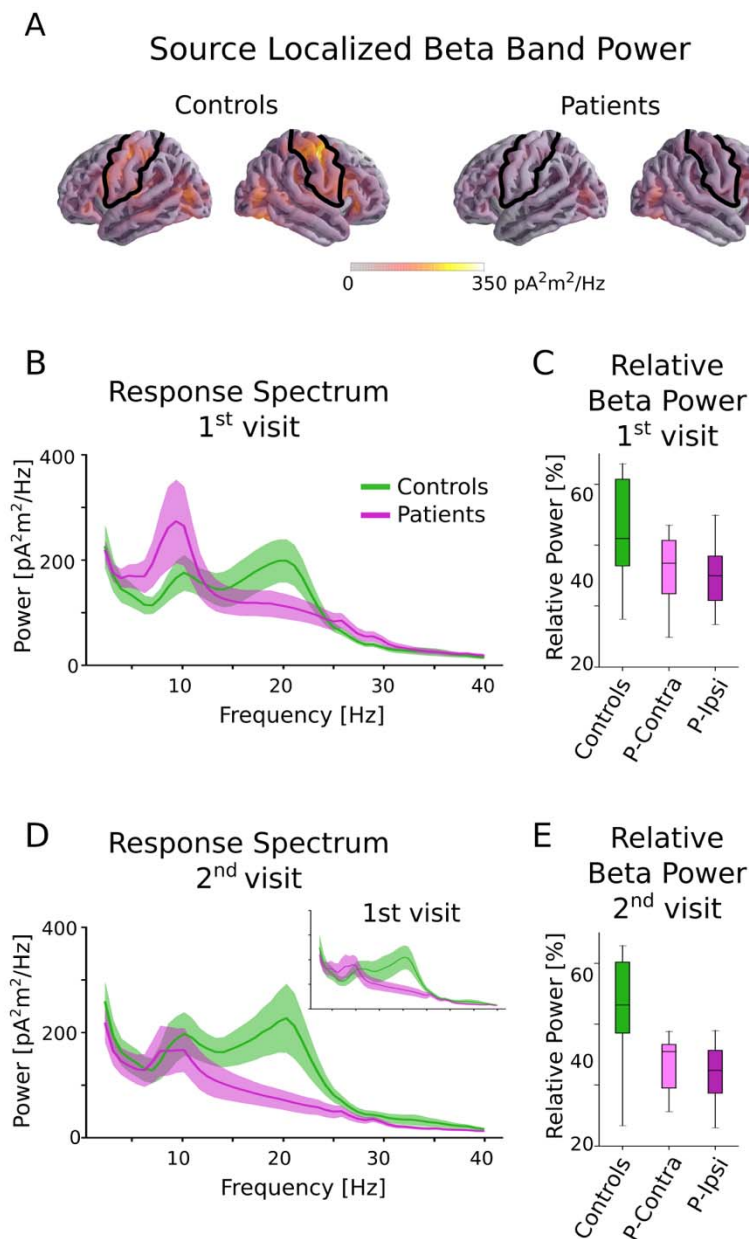 A
Source Localized Beta Band Power
Controls
Patients
0
350 pA²m²/Hz
B
Response Spectrum
1st visit
Power [pA²m²/Hz]
400
200
0
10
20
30
40
Frequency [Hz]
Controls
Patients
C
Relative
Beta Power
1st visit
Relative Power [%]
60
40
20
Controls
P-Contra
P-Ipsi
D
Response Spectrum
2nd visit
Power [pA²m²/Hz]
400
200
0
10
20
30
40
Frequency [Hz]
1st visit
E
Relative
Beta Power
2nd visit
Relative Power [%]
60
40
20
Controls
P-Contra
P-Ipsi